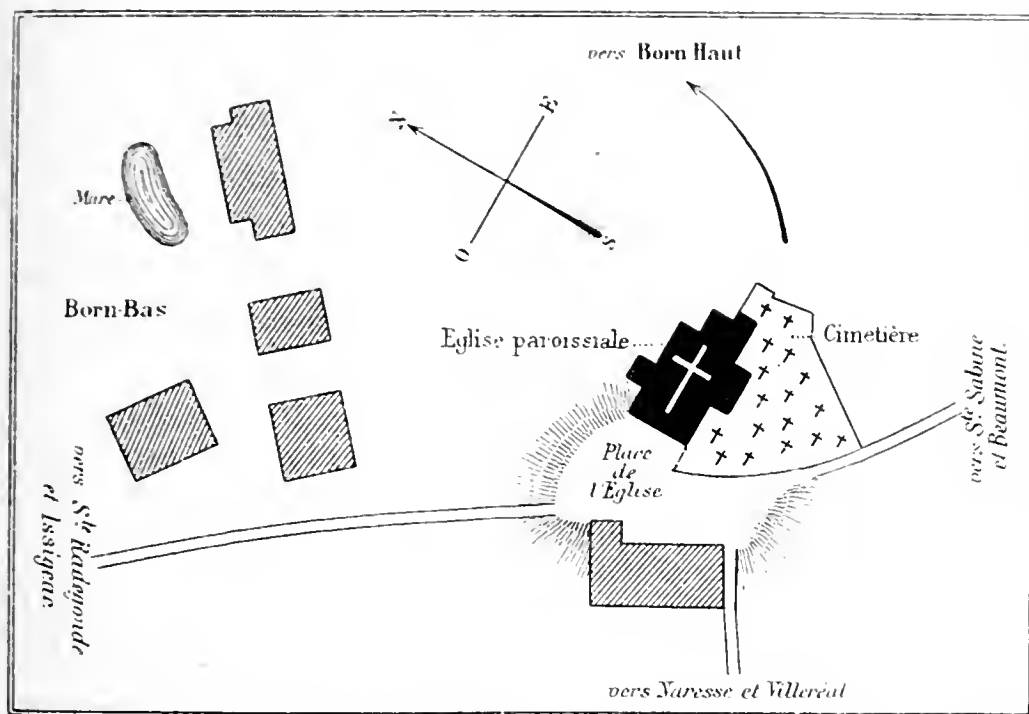 vers Born Haut
N
E
O
S
Mare
Born-Bas
Eglise paroissiale
Cimetière
Place
de
l'Eglise
vers Ste Sabine
et Beaumont.
vers Ste Radegonde
et Issigeac
vers Naresse et Villeréal